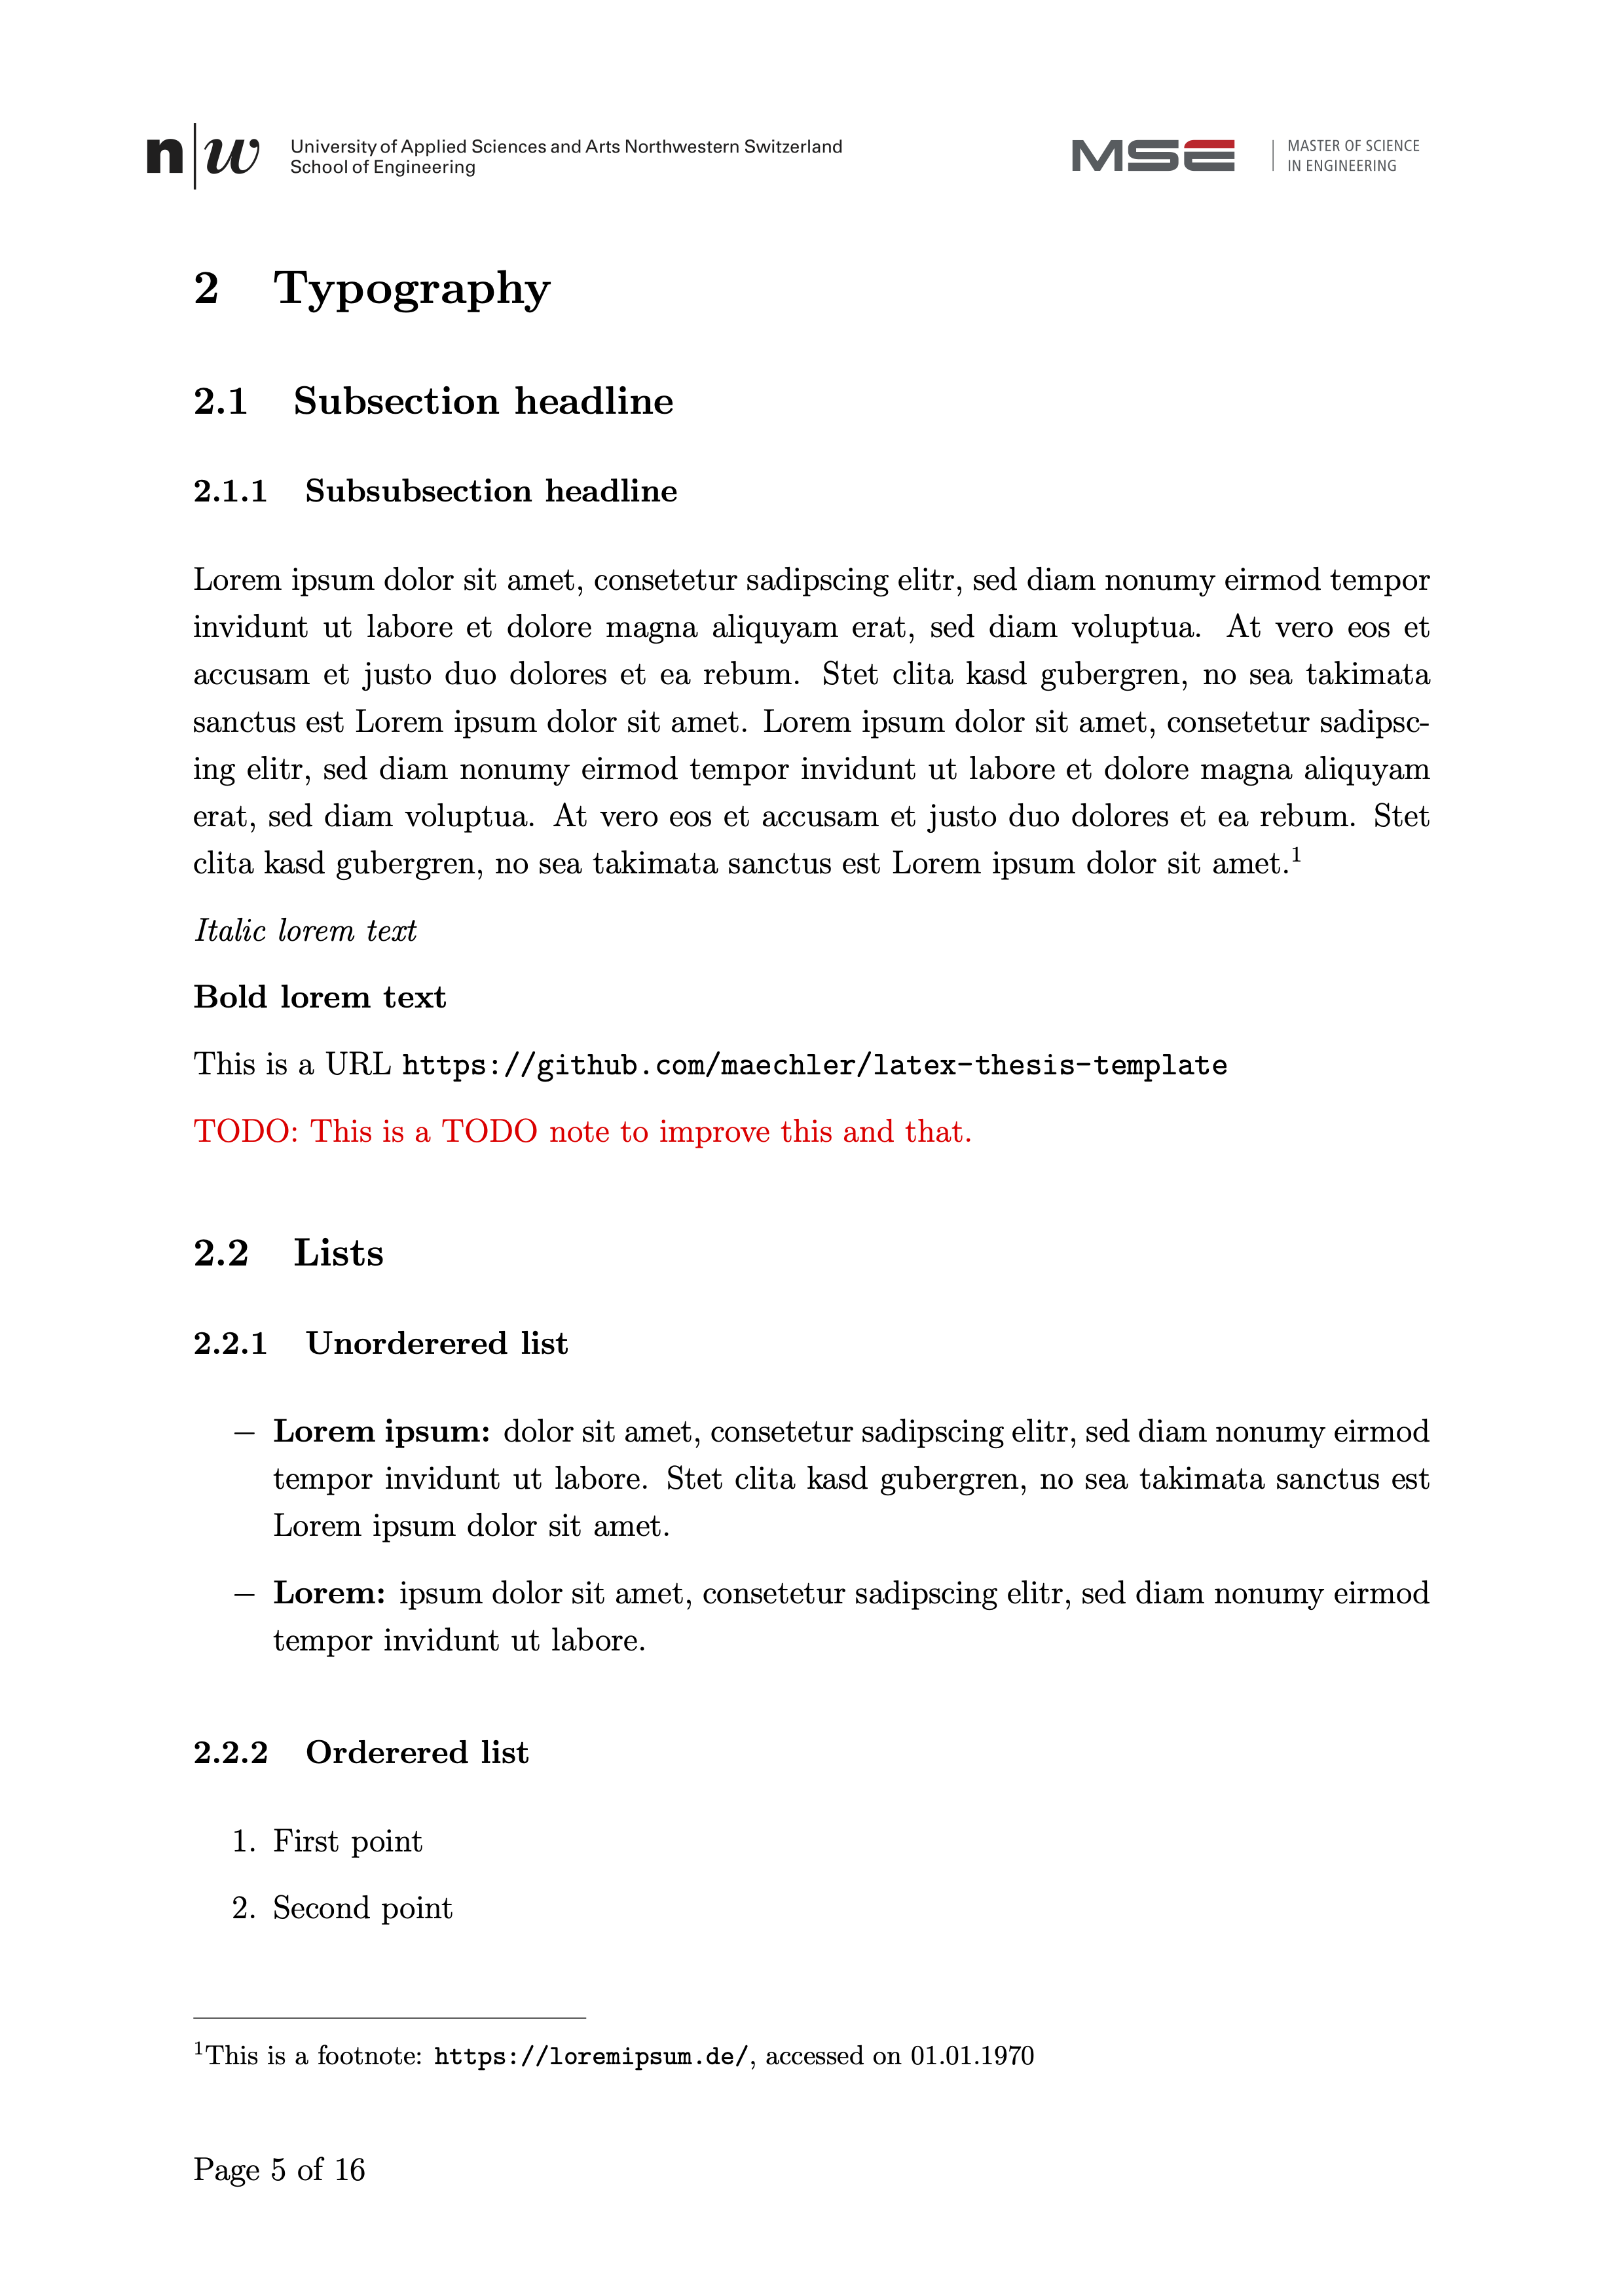 n|w University of Applied Sciences and Arts Northwestern Switzerland
School of Engineering
MSE MASTER OF SCIENCE
IN ENGINEERING
2 Typography
2.1 Subsection headline
2.1.1 Subsubsection headline
Lorem ipsum dolor sit amet, consetetur sadipscing elitr, sed diam nonumy eirmod tempor
invidunt ut labore et dolore magna aliquyam erat, sed diam voluptua. At vero eos et
accusam et justo duo dolores et ea rebum. Stet clita kasd gubergren, no sea takimata
sanctus est Lorem ipsum dolor sit amet. Lorem ipsum dolor sit amet, consetetur sadipsc-
ing elitr, sed diam nonumy eirmod tempor invidunt ut labore et dolore magna aliquyam
erat, sed diam voluptua. At vero eos et accusam et justo duo dolores et ea rebum. Stet
clita kasd gubergren, no sea takimata sanctus est Lorem ipsum dolor sit amet.¹
Italic lorem text
Bold lorem text
This is a URL https://github.com/maechler/latex-thesis-template
TODO: This is a TODO note to improve this and that.
2.2 Lists
2.2.1 Unorderered list
– Lorem ipsum: dolor sit amet, consetetur sadipscing elitr, sed diam nonumy eirmod
tempor invidunt ut labore. Stet clita kasd gubergren, no sea takimata sanctus est
Lorem ipsum dolor sit amet.
– Lorem: ipsum dolor sit amet, consetetur sadipscing elitr, sed diam nonumy eirmod
tempor invidunt ut labore.
2.2.2 Orderered list
1. First point
2. Second point
¹This is a footnote: https://loremipsum.de/, accessed on 01.01.1970
Page 5 of 16